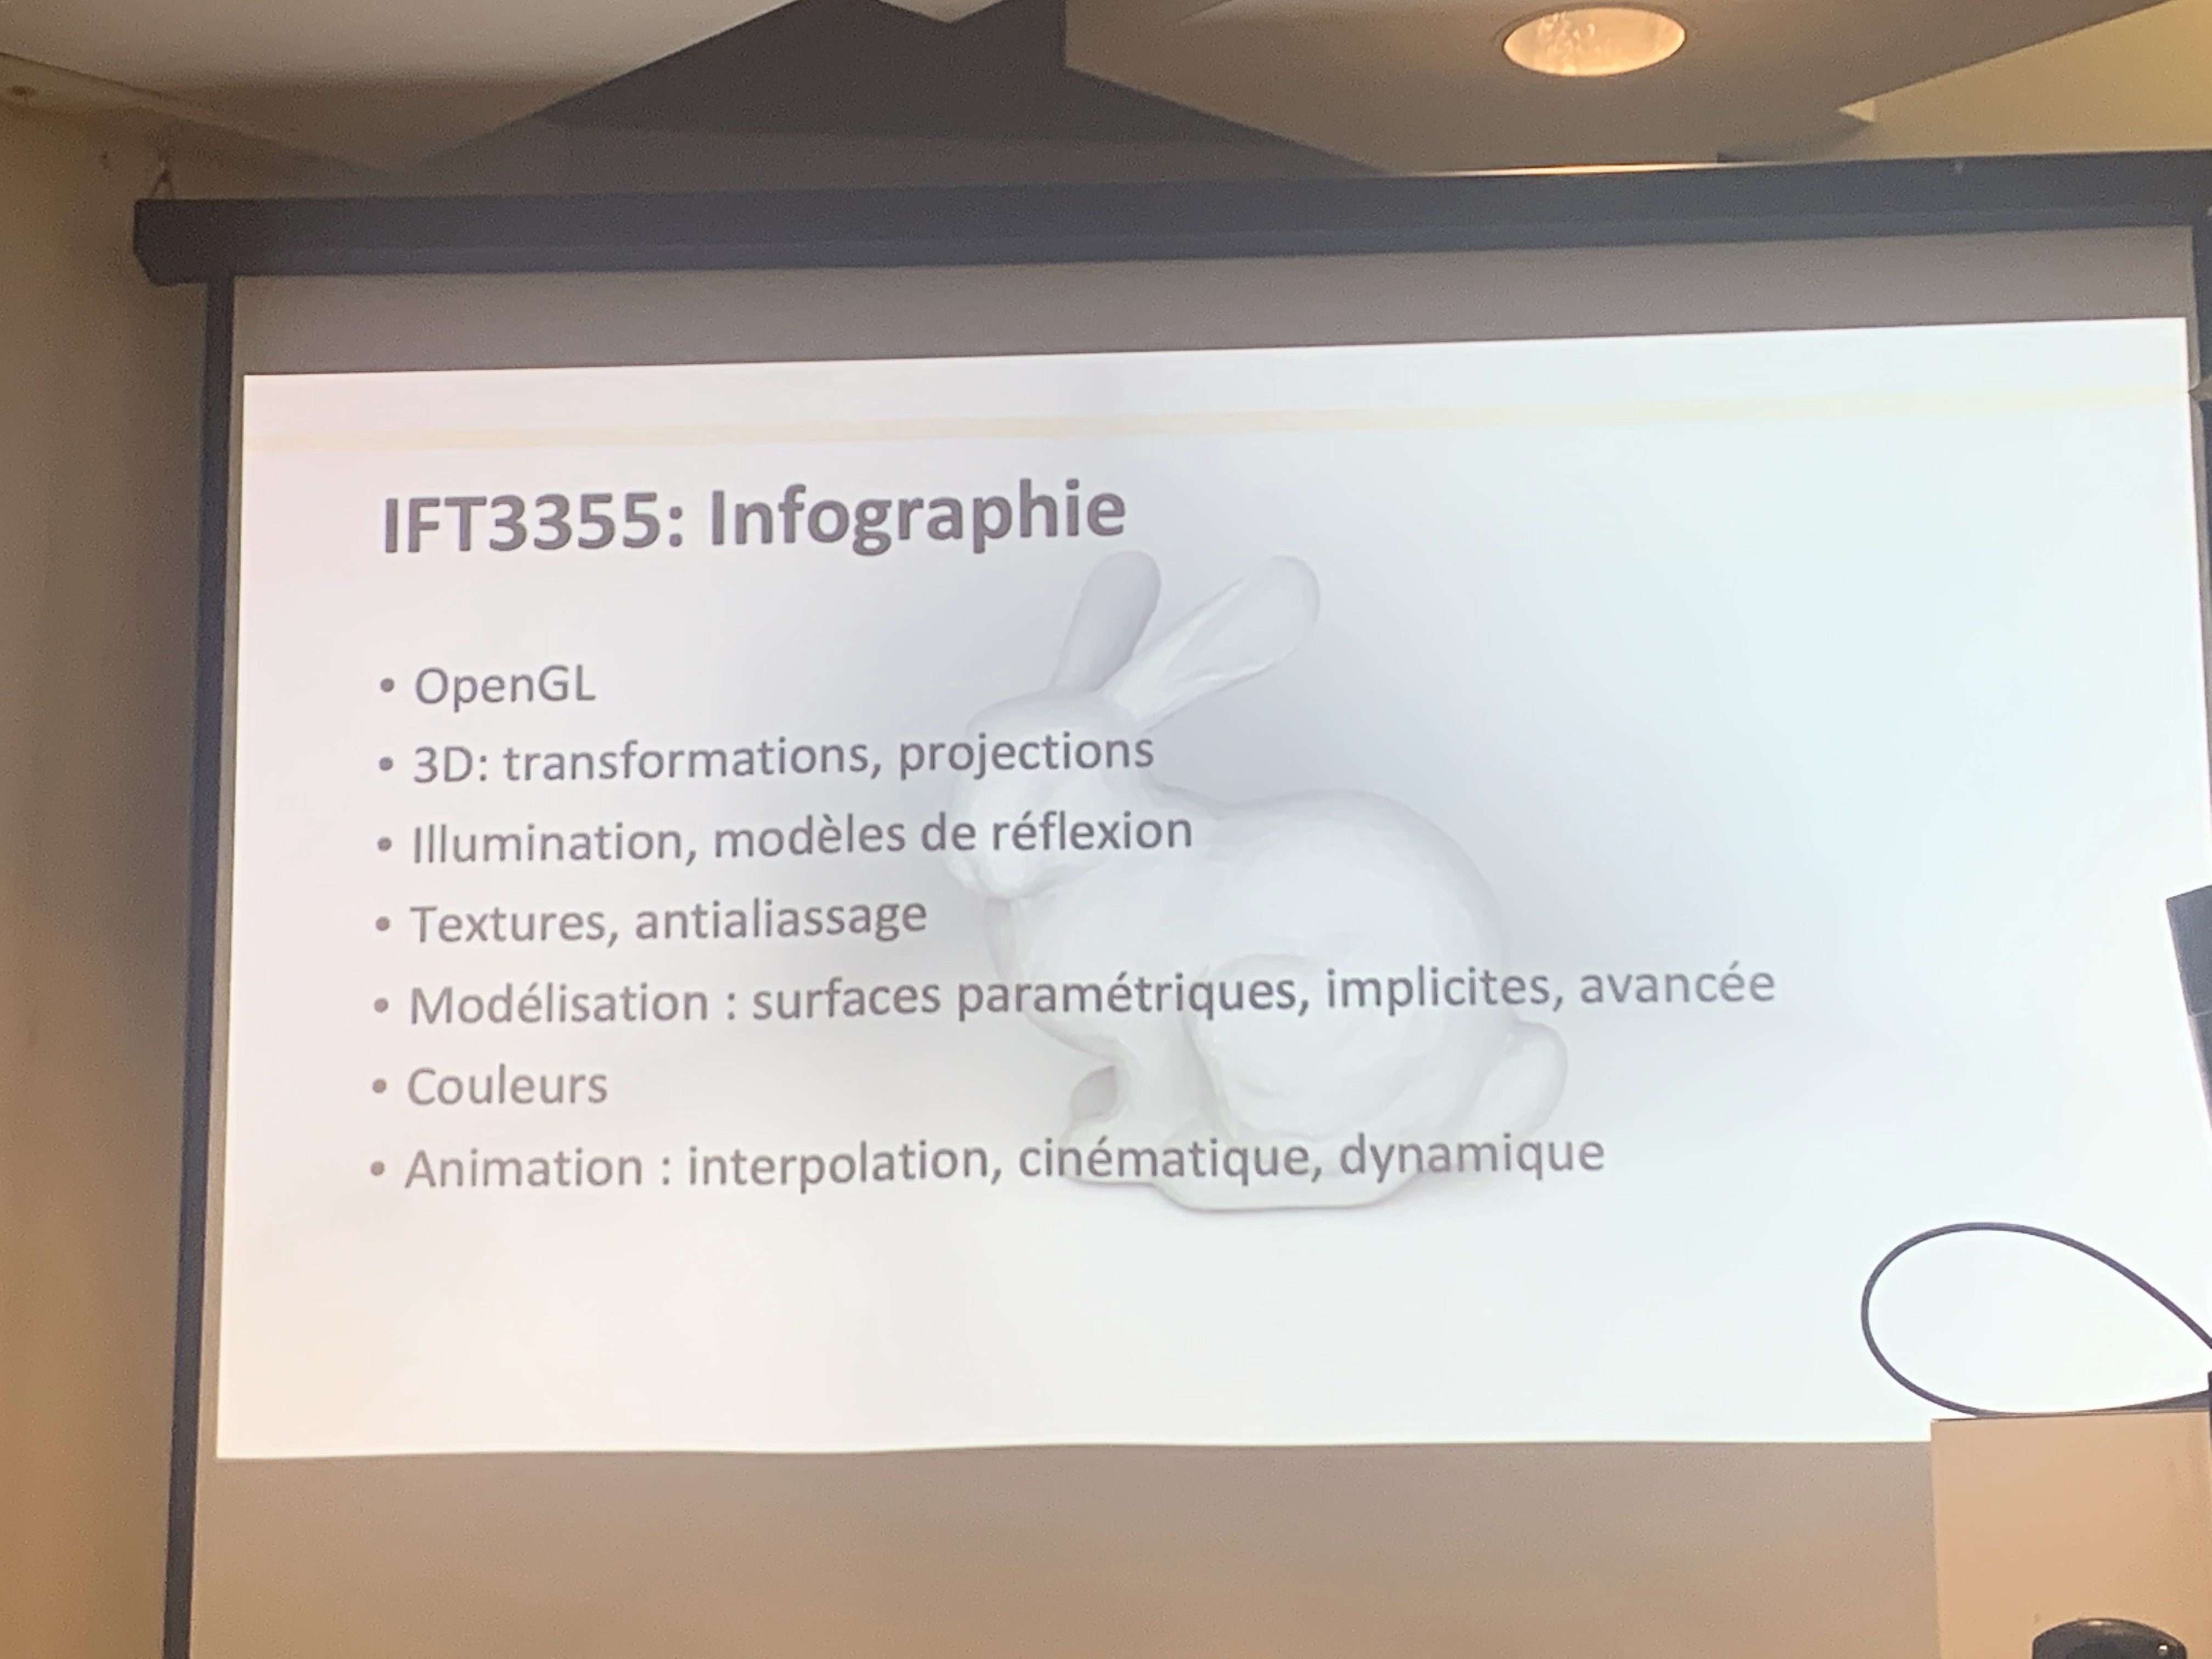 IFT3355: Infographie
• OpenGL
• 3D: transformations, projections
• Illumination, modèles de réflexion
• Textures, antialiassage
• Modélisation : surfaces paramétriques, implicites, avancée
• Couleurs
• Animation : interpolation, cinématique, dynamique